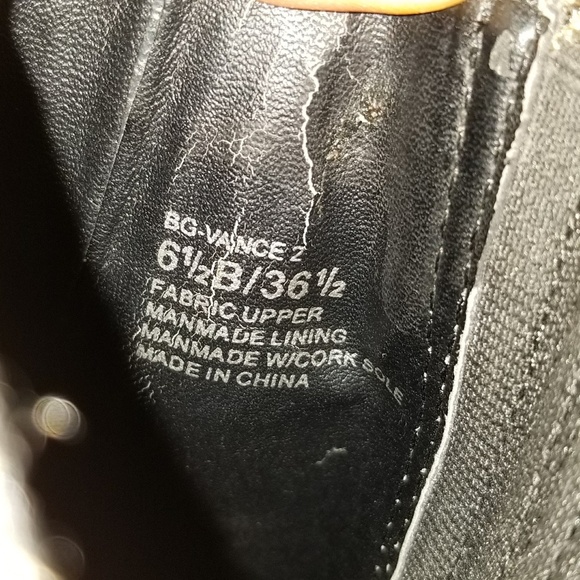 BG-VANCE 2
6½B/36½
FABRIC UPPER
MANMADE LINING
MANMADE W/CORK SOLE
MADE IN CHINA